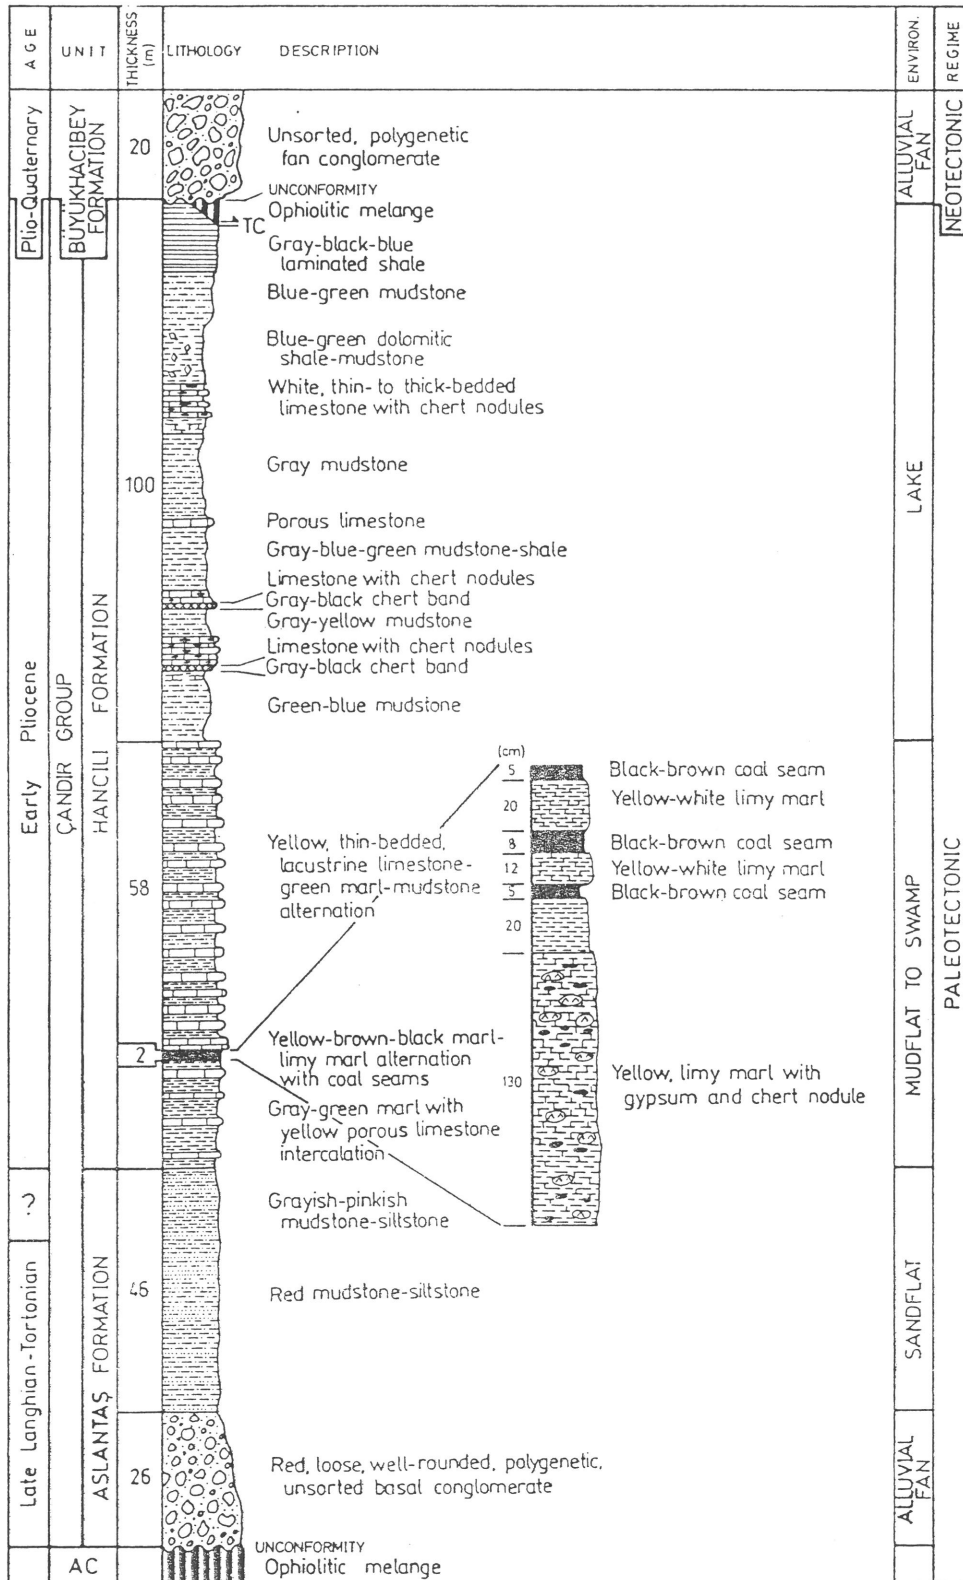 AGE
UNIT
THICKNESS
(m)
LITHOLOGY
DESCRIPTION
ENVIRON.
REGIME
Plio-Quaternary
BÜYÜKHACIBEY
FORMATION
20
Unsorted, polygenetic
fan conglomerate
ALLUVIAL
FAN
NEOTECTONIC
UNCONFORMITY
Ophiolitic melange
TC
Gray-black-blue
laminated shale
Blue-green mudstone
Blue-green dolomitic
shale-mudstone
White, thin- to thick-bedded
limestone with chert nodules
Gray mudstone
100
LAKE
Porous limestone
Gray-blue-green mudstone-shale
Limestone with chert nodules
Gray-black chert band
Gray-yellow mudstone
Limestone with chert nodules
Gray-black chert band
Green-blue mudstone
Early Pliocene
ÇANDIR GROUP
HANCILI FORMATION
58
Yellow, thin-bedded,
lacustrine limestone-
green marl-mudstone
alternation
(cm)
5
Black-brown coal seam
20
Yellow-white limy marl
8
Black-brown coal seam
12
Yellow-white limy marl
5
Black-brown coal seam
20
130
Yellow, limy marl with
gypsum and chert nodule
MUDFLAT TO SWAMP
PALEOTECTONIC
2
Yellow-brown-black marl-
limy marl alternation
with coal seams
Gray-green marl with
yellow porous limestone
intercalation
?
Grayish-pinkish
mudstone-siltstone
Late Langhian-Tortonian
ASLANTAŞ FORMATION
46
Red mudstone-siltstone
SANDFLAT
26
Red, loose, well-rounded, polygenetic,
unsorted basal conglomerate
ALLUVIAL
FAN
UNCONFORMITY
AC
Ophiolitic melange